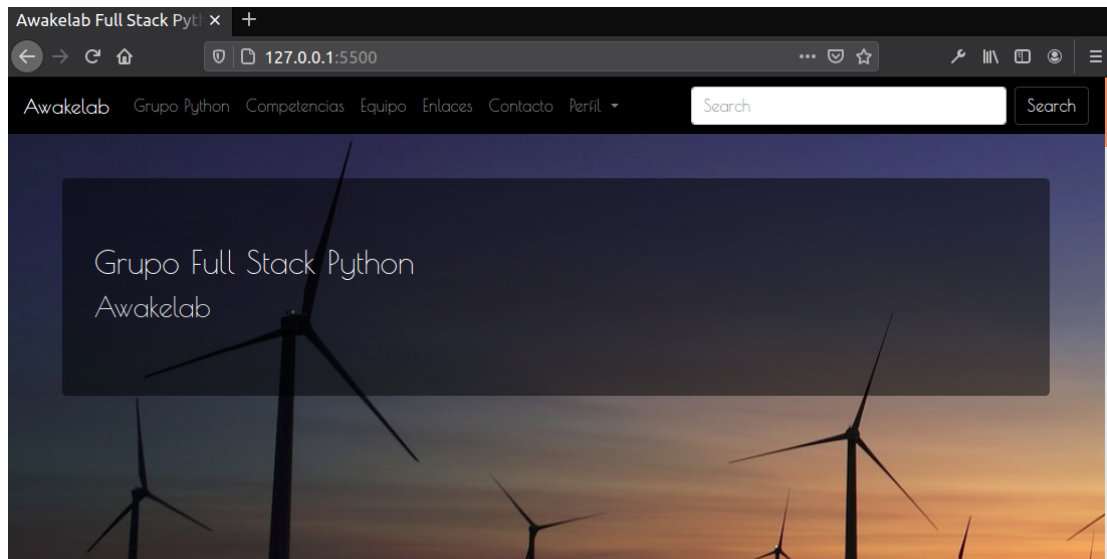 Awakelab Full Stack Pyt
127.0.0.1:5500
Awakelab Grupo Python Competencias Equipo Enlaces Contacto Perfil Search Search
Grupo Full Stack Python
Awakelab